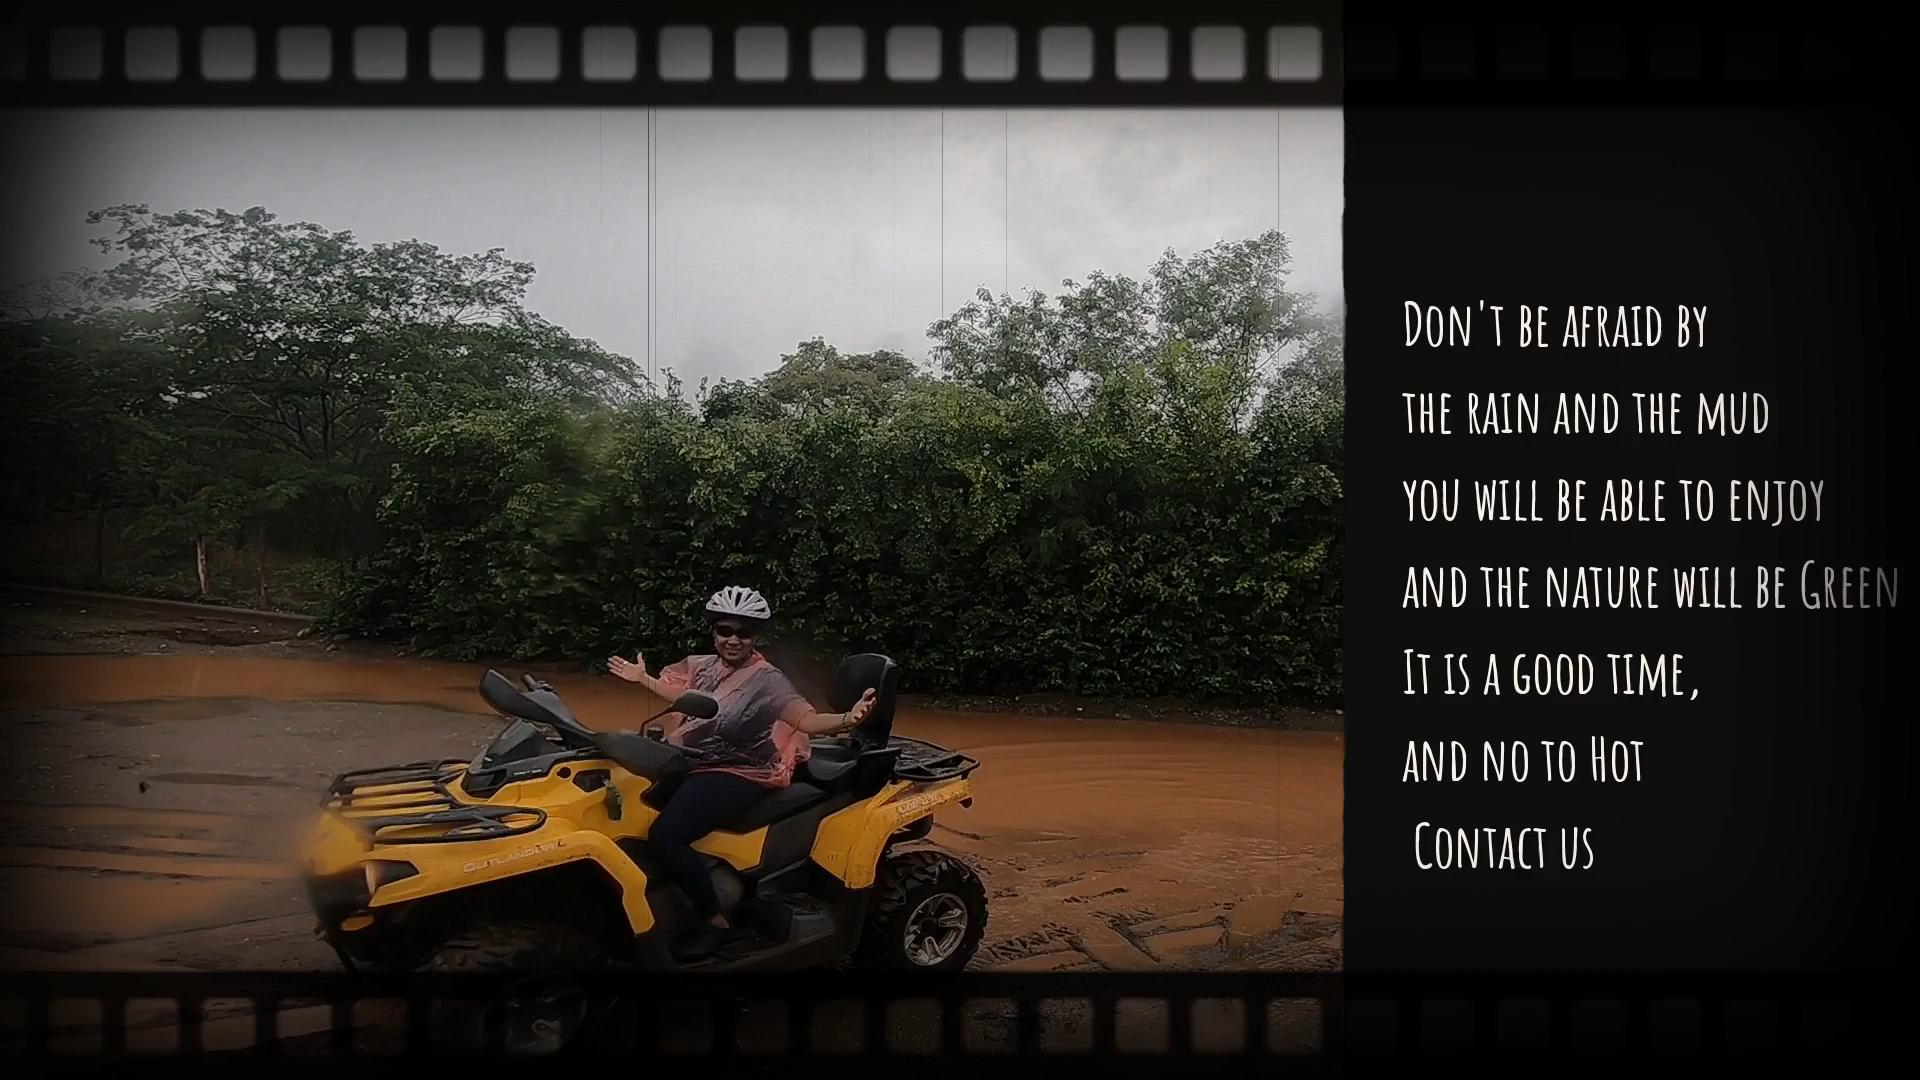 Don't be afraid by
the rain and the mud
you will be able to enjoy
and the nature will be Green
It is a good time,
and no to Hot
Contact us
OUTLANDER